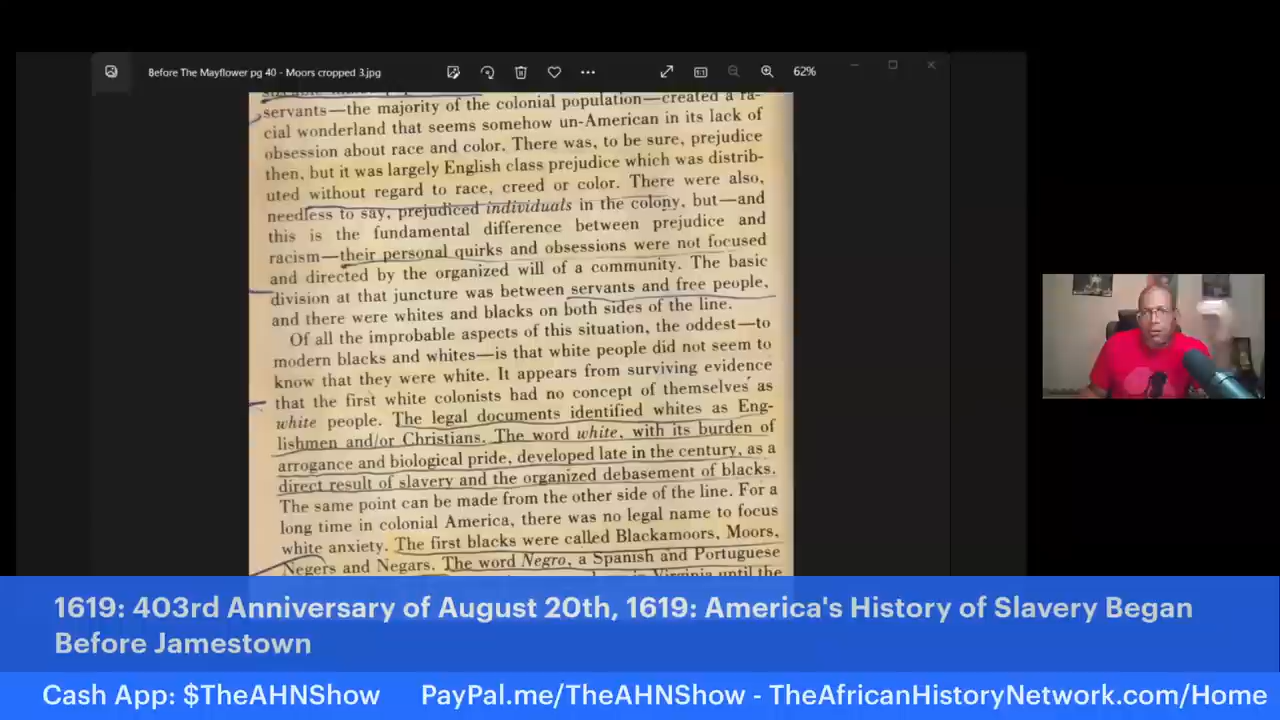 Before The Mayflower pg 40 - Moors cropped 3.jpg
62%
servants—the majority of the colonial population—created a ra-
cial wonderland that seems somehow un-American in its lack of
obsession about race and color. There was, to be sure, prejudice
then, but it was largely English class prejudice which was distrib-
uted without regard to race, creed or color. There were also,
needless to say, prejudiced individuals in the colony, but—and
this is the fundamental difference between prejudice and
racism—their personal quirks and obsessions were not focused
and directed by the organized will of a community. The basic
division at that juncture was between servants and free people,
and there were whites and blacks on both sides of the line.
Of all the improbable aspects of this situation, the oddest—to
modern blacks and whites—is that white people did not seem to
know that they were white. It appears from surviving evidence
that the first white colonists had no concept of themselves as
white people. The legal documents identified whites as Eng-
lishmen and/or Christians. The word white, with its burden of
arrogance and biological pride, developed late in the century, as a
direct result of slavery and the organized debasement of blacks.
The same point can be made from the other side of the line. For a
long time in colonial America, there was no legal name to focus
white anxiety. The first blacks were called Blackamoors, Moors,
Negers and Negars. The word Negro, a Spanish and Portuguese
in Virginia until the
1619: 403rd Anniversary of August 20th, 1619: America's History of Slavery Began
Before Jamestown
Cash App: $TheAHNShow PayPal.me/TheAHNShow - TheAfricanHistoryNetwork.com/Home